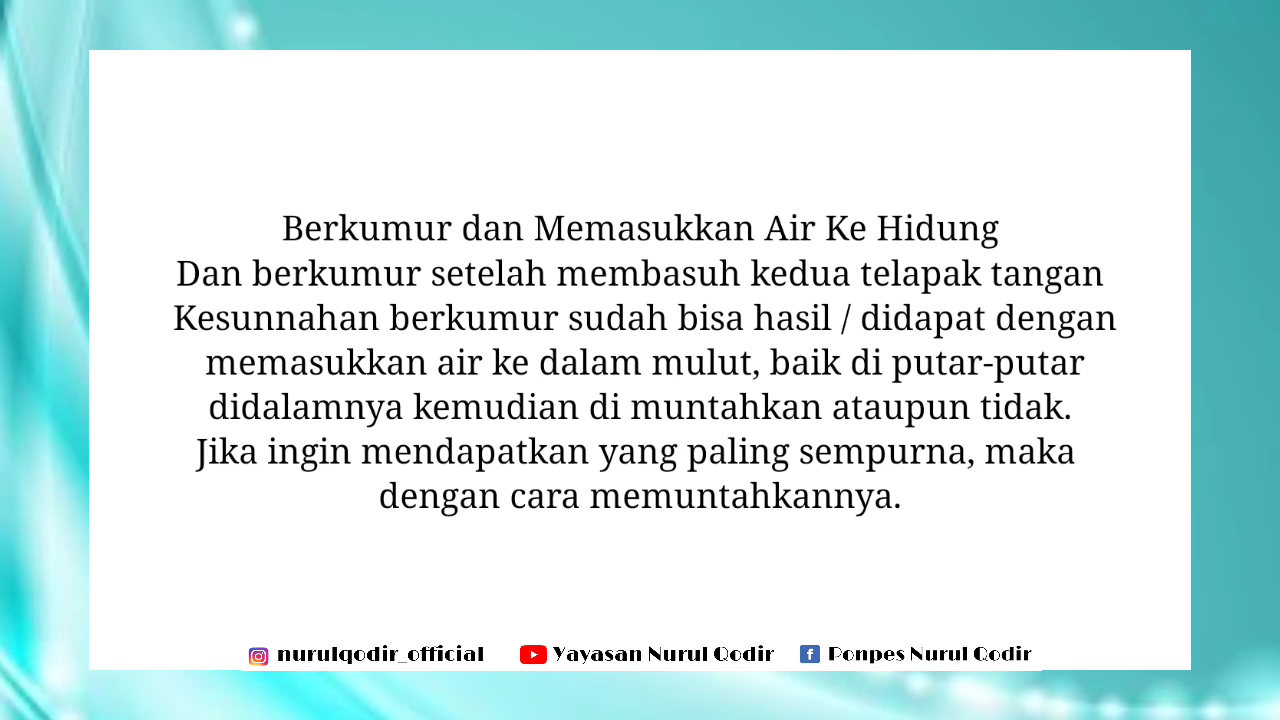 Berkumur dan Memasukkan Air Ke Hidung
Dan berkumur setelah membasuh kedua telapak tangan
Kesunnahan berkumur sudah bisa hasil / didapat dengan
memasukkan air ke dalam mulut, baik di putar-putar
didalamnya kemudian di muntahkan ataupun tidak.
Jika ingin mendapatkan yang paling sempurna, maka
dengan cara memuntahkannya.
nurulqodir_official Yayasan Nurul Qodir Ponpes Nurul Qodir